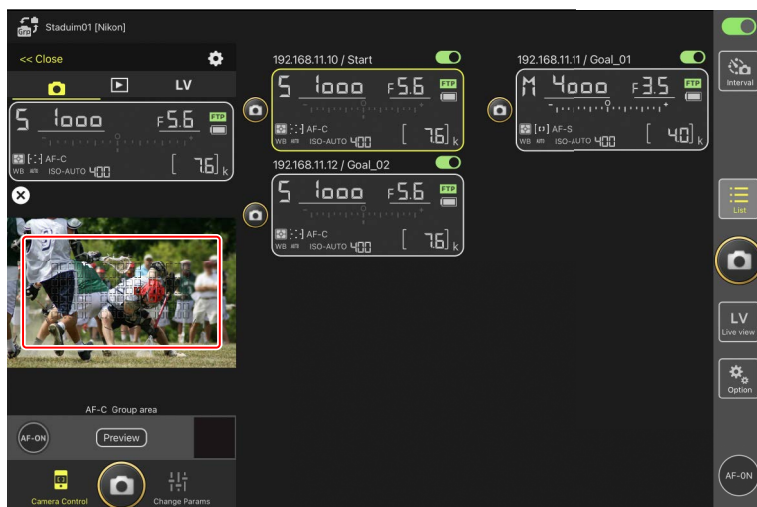 Grp
Staduim01 [Nikon]
<< Close
LV
S 1000 F5.6 FTP
[ 7.6] k
AF-C
WB ISO-AUTO 400
AF-C Group area
AF-ON
Preview
Camera Control
Change Params
192.168.11.10 / Start
S 1000 F5.6 FTP
AF-C
WB ISO-AUTO 400 [ 7.6] k
192.168.11.11 / Goal_01
M 4000 F3.5 FTP
AF-S
WB ISO-AUTO 400 [ 4.0] k
192.168.11.12 / Goal_02
S 1000 F5.6 FTP
AF-C
WB ISO-AUTO 400 [ 7.6] k
Interval
List
LV
Live view
Option
AF-ON